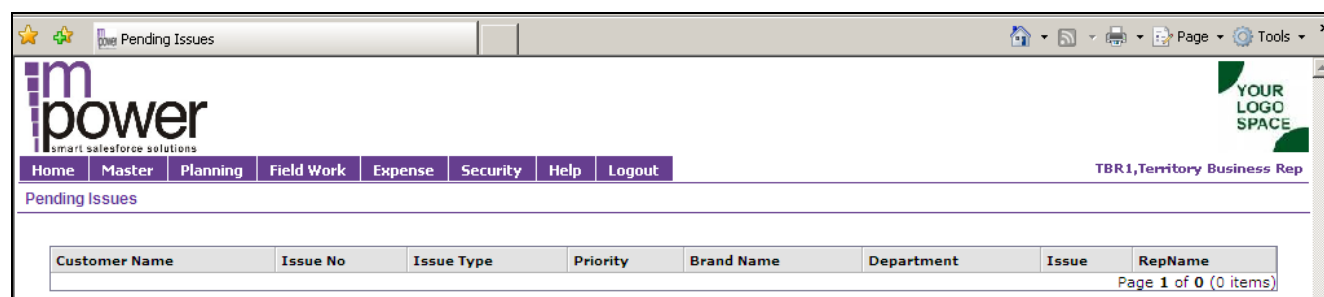 Pending Issues
Page
Tools
mpower
smart salesforce solutions
YOUR
LOGO
SPACE
Home Master Planning Field Work Expense Security Help Logout
TBR1,Territory Business Rep
Pending Issues
Customer Name Issue No Issue Type Priority Brand Name Department Issue RepName
Page 1 of 0 (0 items)